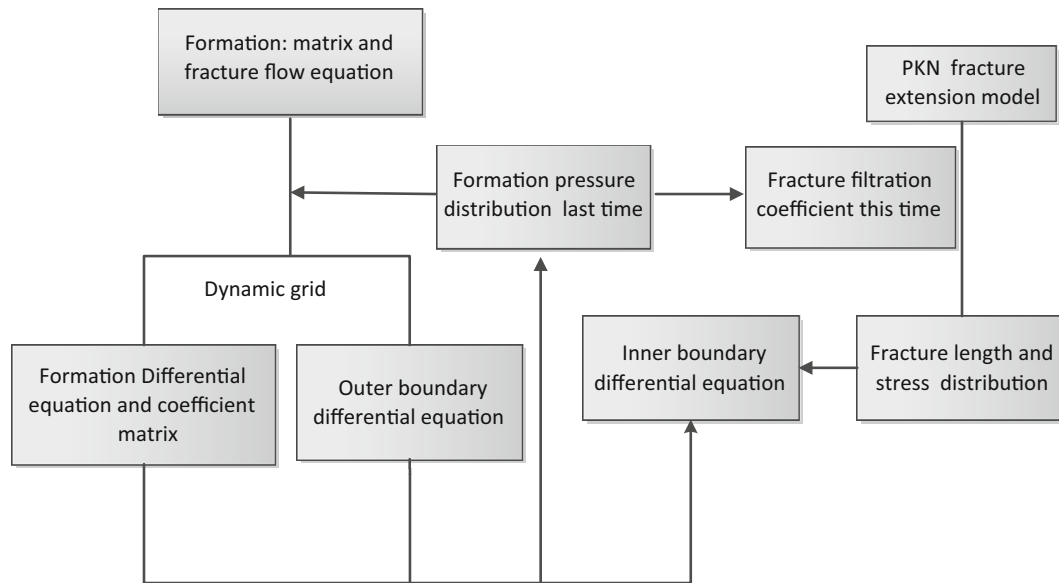 Formation: matrix and
fracture flow equation
PKN fracture
extension model
Formation pressure
distribution last time
Fracture filtration
coefficient this time
Dynamic grid
Formation Differential
equation and coefficient
matrix
Outer boundary
differential equation
Inner boundary
differential equation
Fracture length and
stress distribution